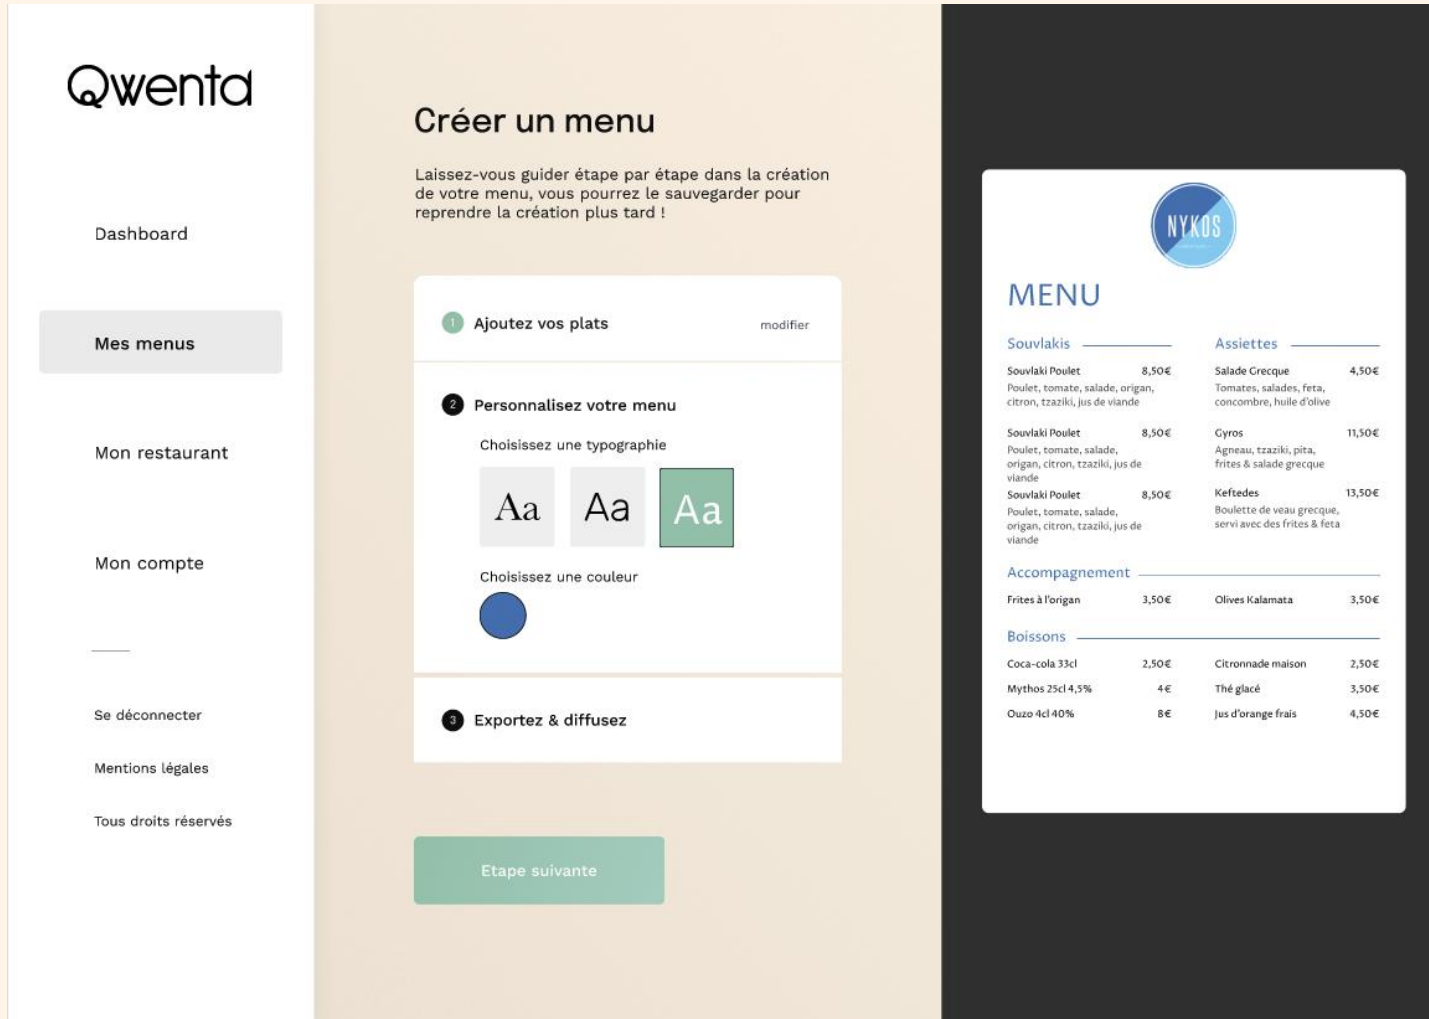 Qwenta
Dashboard
Mes menus
Mon restaurant
Mon compte
Se déconnecter
Mentions légales
Tous droits réservés
Créer un menu
Laissez-vous guider étape par étape dans la création
de votre menu, vous pourrez le sauvegarder pour
reprendre la création plus tard !
1 Ajoutez vos plats modifier
2 Personnalisez votre menu
Choisissez une typographie
Aa Aa Aa
Choisissez une couleur
3 Exportez & diffusez
Etape suivante
NYKOS
MENU
Souvlakis
Souvlaki Poulet 8,50€
Poulet, tomate, salade, origan,
citron, tzaziki, jus de viande
Souvlaki Poulet 8,50€
Poulet, tomate, salade,
origan, citron, tzaziki, jus de
viande
Souvlaki Poulet 8,50€
Poulet, tomate, salade,
origan, citron, tzaziki, jus de
viande
Assiettes
Salade Grecque 4,50€
Tomates, salades, feta,
concombre, huile d'olive
Gyros 11,50€
Agneau, tzaziki, pita,
frites & salade grecque
Keftedes 13,50€
Boulette de veau grecque,
servi avec des frites & feta
Accompagnement
Frites à l'origan 3,50€ Olives Kalamata 3,50€
Boissons
Coca-cola 33cl 2,50€ Citronnade maison 2,50€
Mythos 25cl 4,5% 4€ Thé glacé 3,50€
Ouzo 4cl 40% 8€ Jus d'orange frais 4,50€